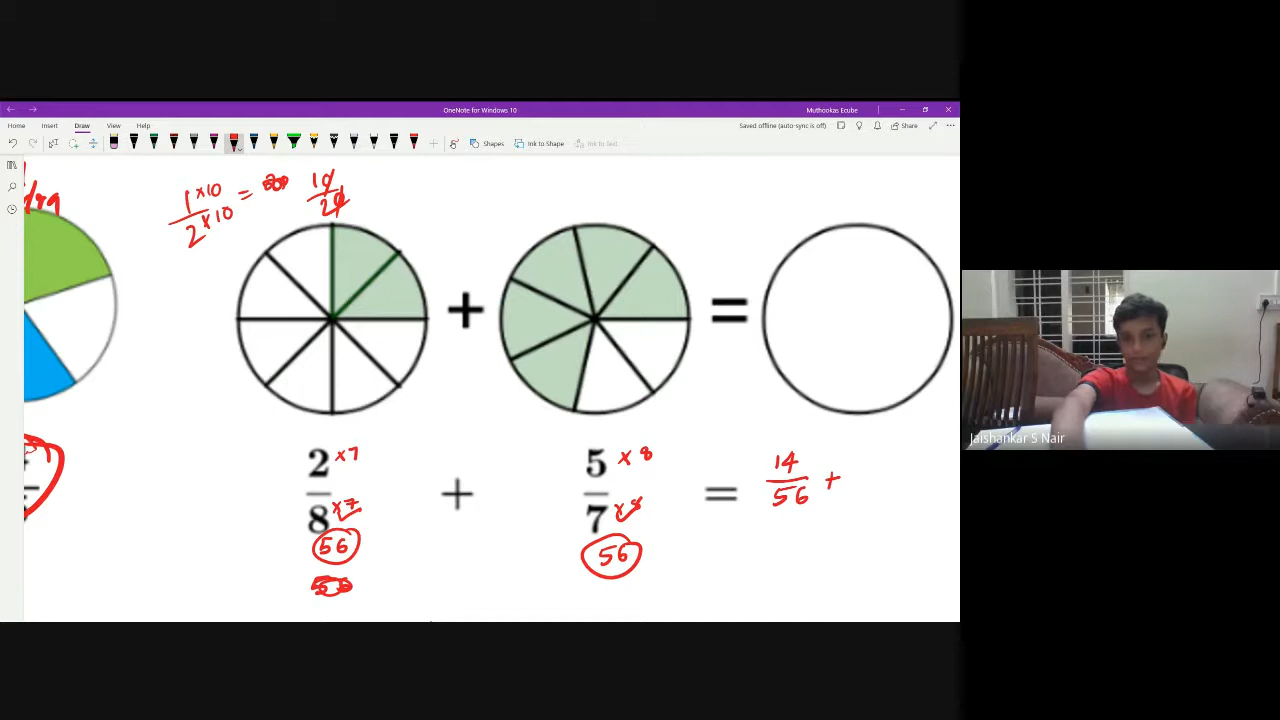 OneNote for Windows 10
Muthookas Ecube
Home Insert Draw View Help
Saved offline (auto-sync is off)
Share
Shapes
Ink to Shape
Ink to Text
1 ×10
2 ×10
=
10
20
+ =
2 ×7
8 ×7
+
5 ×8
7 ×8
=
14
56
+
56
56
Jaishankar S Nair